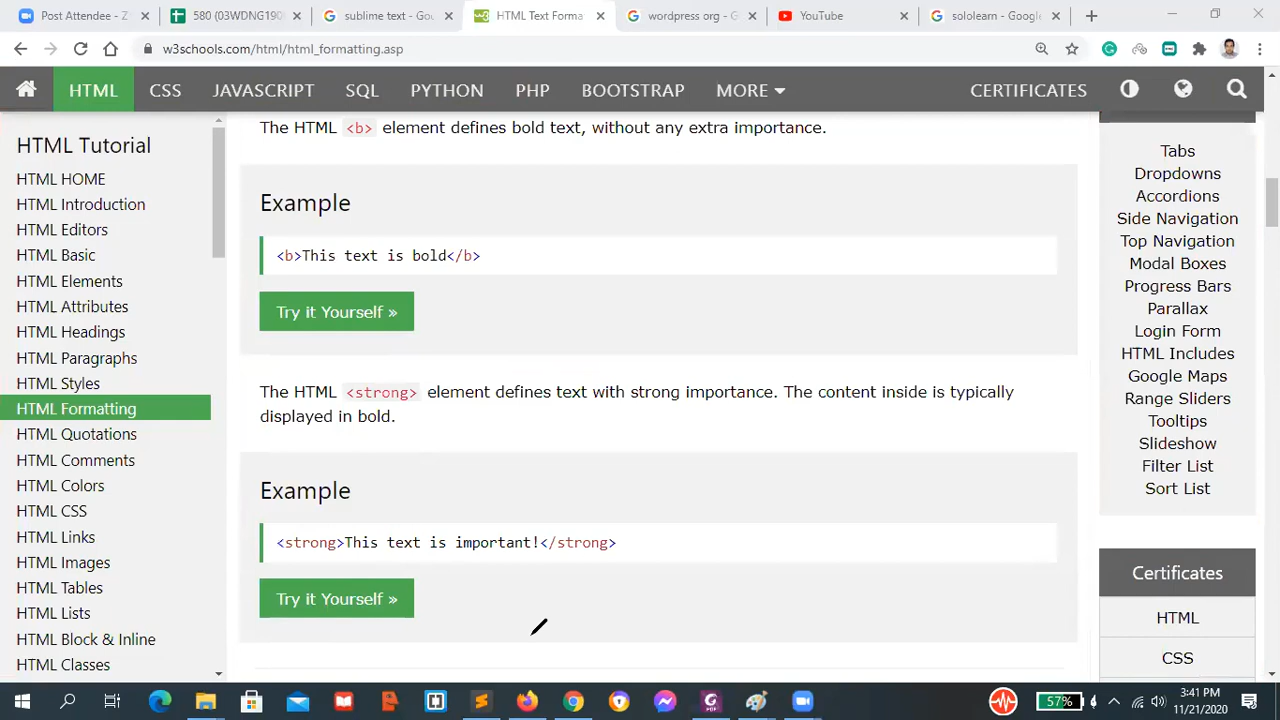 Post Attendee - Z
580
sublime text - Goo
HTML Text Forma
wordpress org - G
YouTube
sololearn - Google
w3schools.com/html/html_formatting.asp
HTML
CSS
JAVASCRIPT
SQL
PYTHON
PHP
BOOTSTRAP
MORE
CERTIFICATES
HTML Tutorial
HTML HOME
HTML Introduction
HTML Editors
HTML Basic
HTML Elements
HTML Attributes
HTML Headings
HTML Paragraphs
HTML Styles
HTML Formatting
HTML Quotations
HTML Comments
HTML Colors
HTML CSS
HTML Links
HTML Images
HTML Tables
HTML Lists
HTML Block & Inline
HTML Classes
The HTML <b> element defines bold text, without any extra importance.
Example
<b>This text is bold</b>
Try it Yourself »
The HTML <strong> element defines text with strong importance. The content inside is typically
displayed in bold.
Example
<strong>This text is important!</strong>
Try it Yourself »
Tabs
Dropdowns
Accordions
Side Navigation
Top Navigation
Modal Boxes
Progress Bars
Parallax
Login Form
HTML Includes
Google Maps
Range Sliders
Tooltips
Slideshow
Filter List
Sort List
Certificates
HTML
CSS
57%
3:41 PM
11/21/2020